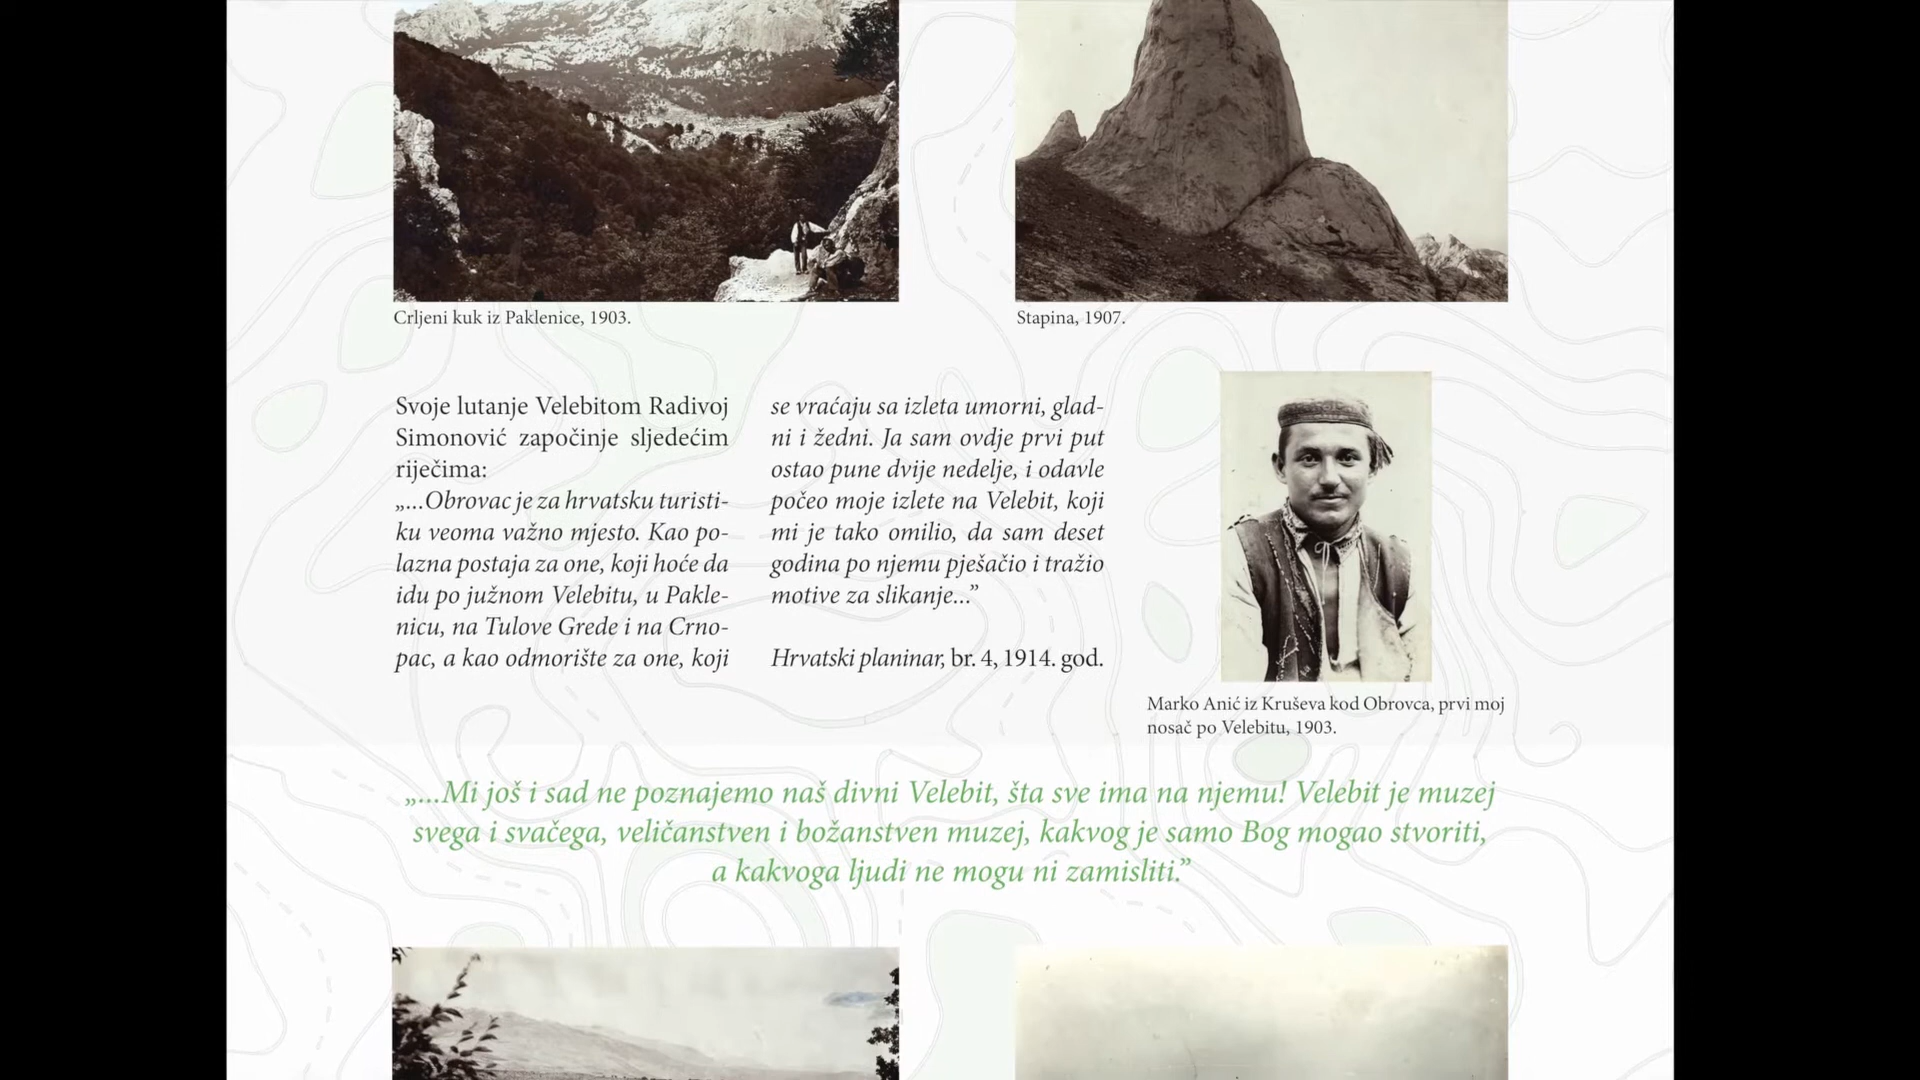 Crljeni kuk iz Paklenice, 1903.
Stapina, 1907.
Svoje lutanje Velebitom Radivoj
Simonović započinje sljedećim
riječima:
„...Obrovac je za hrvatsku turisti-
ku veoma važno mjesto. Kao po-
lazna postaja za one, koji hoće da
idu po južnom Velebitu, u Pakle-
nicu, na Tulove Grede i na Crno-
pac, a kao odmorište za one, koji
se vraćaju sa izleta umorni, glad-
ni i žedni. Ja sam ovdje prvi put
ostao pune dvije nedelje, i odavle
počeo moje izlete na Velebit, koji
mi je tako omilio, da sam deset
godina po njemu pješačio i tražio
motive za slikanje...”
Hrvatski planinar, br. 4, 1914. god.
Marko Anić iz Kruševa kod Obrovca, prvi moj
nosač po Velebitu, 1903.
„...Mi još i sad ne poznajemo naš divni Velebit, šta sve ima na njemu! Velebit je muzej
svega i svačega, veličanstven i božanstven muzej, kakvog je samo Bog mogao stvoriti,
a kakvoga ljudi ne mogu ni zamisliti.”